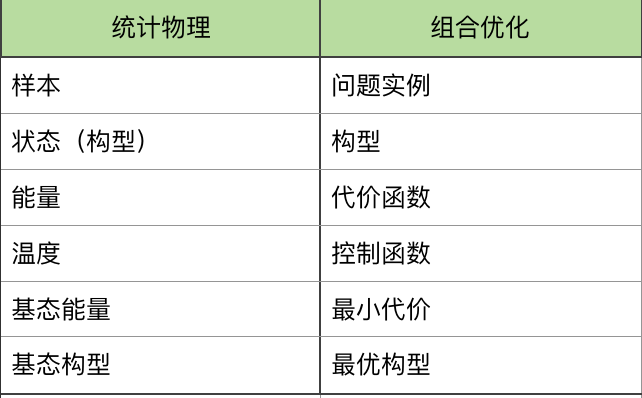 统计物理 组合优化
样本 问题实例
状态（构型） 构型
能量 代价函数
温度 控制函数
基态能量 最小代价
基态构型 最优构型